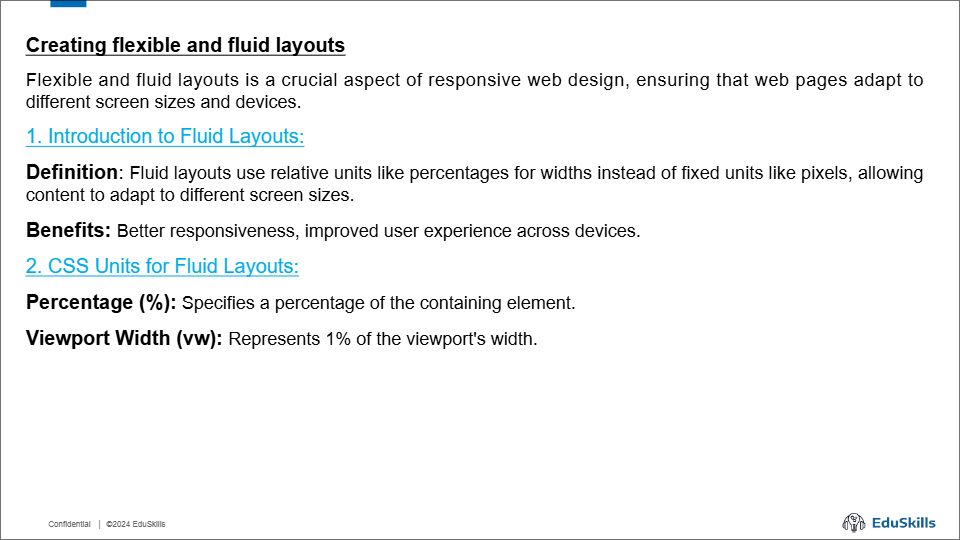 Creating flexible and fluid layouts
Flexible and fluid layouts is a crucial aspect of responsive web design, ensuring that web pages adapt to
different screen sizes and devices.
1. Introduction to Fluid Layouts:
Definition: Fluid layouts use relative units like percentages for widths instead of fixed units like pixels, allowing
content to adapt to different screen sizes.
Benefits: Better responsiveness, improved user experience across devices.
2. CSS Units for Fluid Layouts:
Percentage (%): Specifies a percentage of the containing element.
Viewport Width (vw): Represents 1% of the viewport's width.
Confidential | ©2024 EduSkills
EduSkills